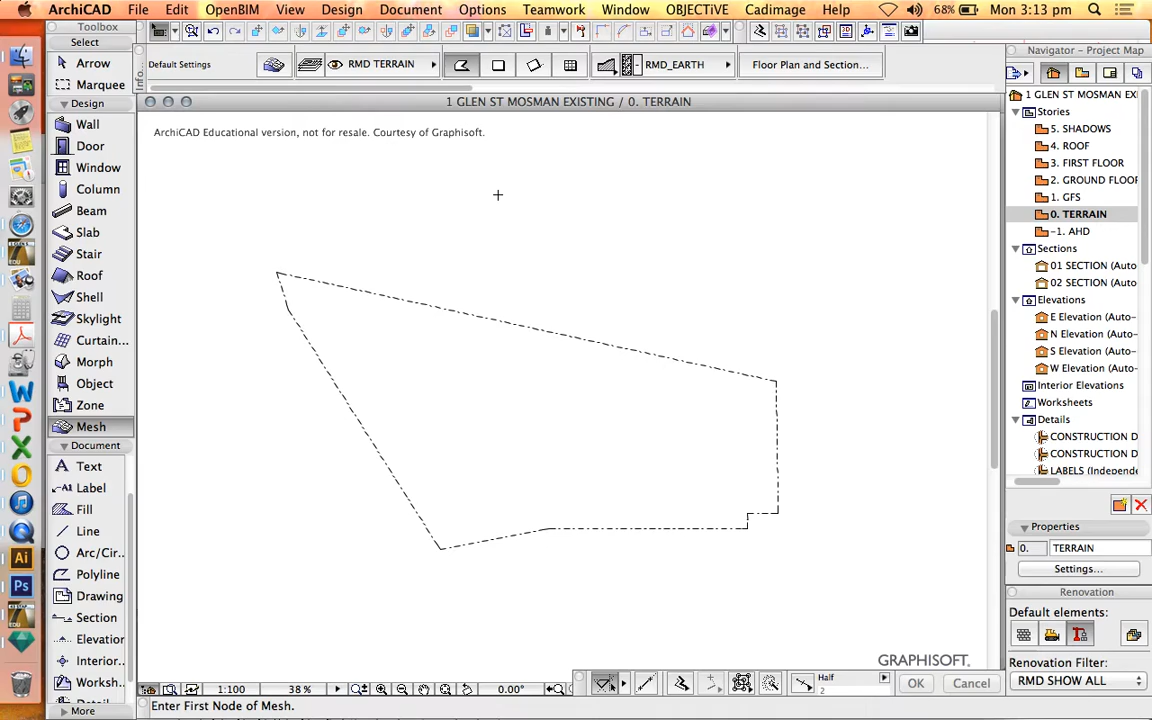 ArchiCAD File Edit OpenBIM View Design Document Options Teamwork Window OBJECTiVE Cadimage Help 68% Mon 3:13 pm
Toolbox
Select
Arrow
Marquee
Design
Wall
Door
Window
Column
Beam
Slab
Stair
Roof
Shell
Skylight
Curtain...
Morph
Object
Zone
Mesh
Document
Text
Label
Fill
Line
Arc/Cir...
Polyline
Drawing
Section
Elevation
Interior...
Worksh...
More
Info...
Default Settings
RMD TERRAIN
RMD_EARTH
Floor Plan and Section...
1 GLEN ST MOSMAN EXISTING / 0. TERRAIN
ArchiCAD Educational version, not for resale. Courtesy of Graphisoft.
GRAPHISOFT.
1:100
38 %
0.00°
Half
2
OK
Cancel
Enter First Node of Mesh.
Navigator - Project Map
1 GLEN ST MOSMAN EXI
Stories
5. SHADOWS
4. ROOF
3. FIRST FLOOR
2. GROUND FLOOR
1. GFS
0. TERRAIN
-1. AHD
Sections
01 SECTION (Auto
02 SECTION (Auto
Elevations
E Elevation (Auto-
N Elevation (Auto-
S Elevation (Auto-
W Elevation (Auto-
Interior Elevations
Worksheets
Details
CONSTRUCTION D
CONSTRUCTION D
LABELS (Independe
Properties
0. TERRAIN
Settings...
Renovation
Default elements:
Renovation Filter:
RMD SHOW ALL